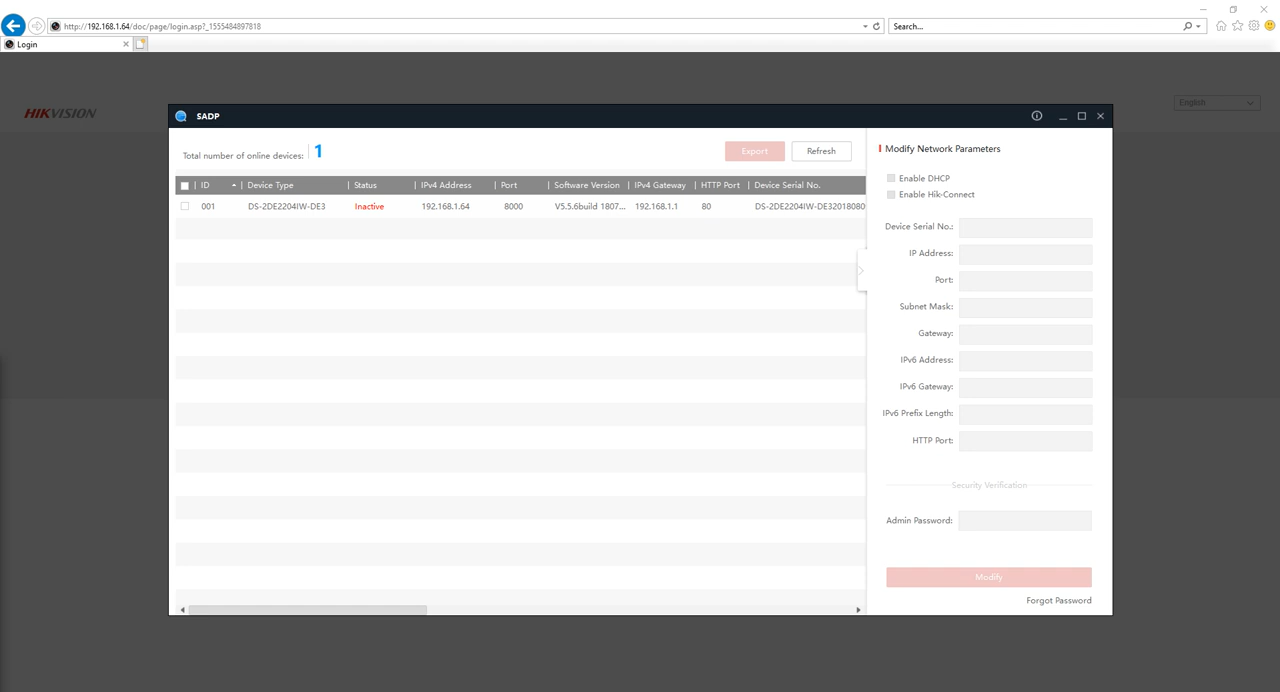 http://192.168.1.64/doc/page/login.asp?_1555484897818
Search...
Login
HIKVISION
English
SADP
Total number of online devices: 1
Export
Refresh
ID Device Type Status IPv4 Address Port Software Version IPv4 Gateway HTTP Port Device Serial No.
001 DS-2DE2204IW-DE3 Inactive 192.168.1.64 8000 V5.5.6build 1807... 192.168.1.1 80 DS-2DE2204IW-DE32018080
Modify Network Parameters
Enable DHCP
Enable Hik-Connect
Device Serial No.:
IP Address:
Port:
Subnet Mask:
Gateway:
IPv6 Address:
IPv6 Gateway:
IPv6 Prefix Length:
HTTP Port:
Security Verification
Admin Password:
Modify
Forgot Password